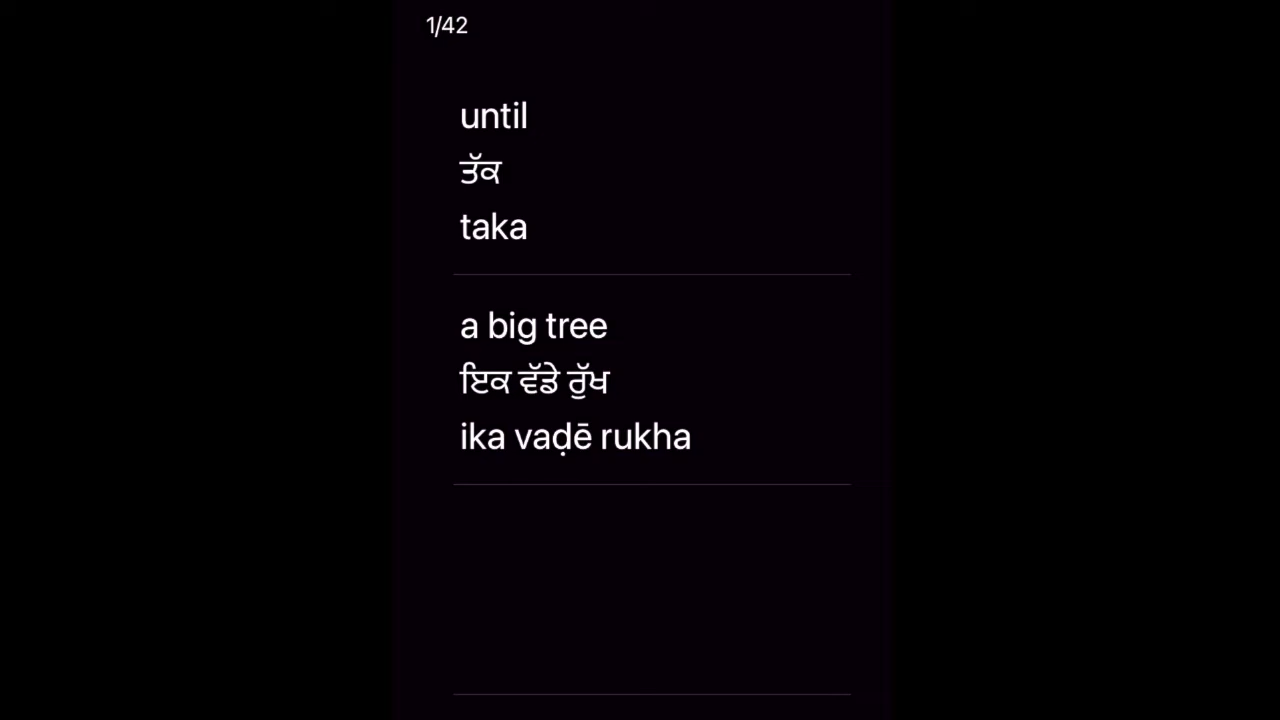 1/42
until
ਤੱਕ
taka
a big tree
ਇਕ ਵੱਡੇ ਰੁੱਖ
ika vaḍē rukha